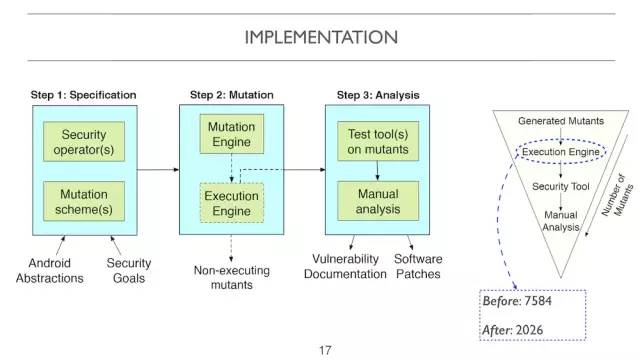 IMPLEMENTATION
Step 1: Specification
Security
operator(s)
Mutation
scheme(s)
Android
Abstractions
Security
Goals
Step 2: Mutation
Mutation
Engine
Execution
Engine
Non-executing
mutants
Step 3: Analysis
Test tool(s)
on mutants
Manual
analysis
Vulnerability
Documentation
Software
Patches
Generated Mutants
Execution Engine
Security Tool
Manual
Analysis
Number of
Mutants
Before: 7584
After: 2026
17